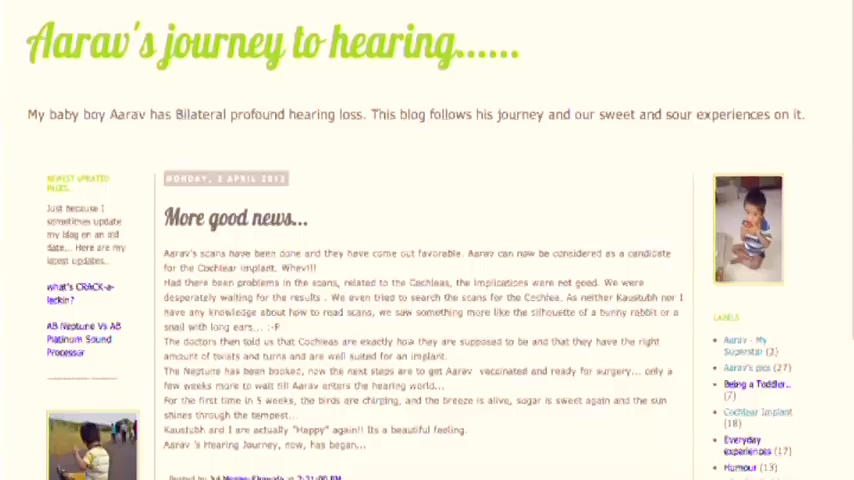 Aarav's journey to hearing......
My baby boy Aarav has Bilateral profound hearing loss. This blog follows his journey and our sweet and sour experiences on it.
NEWEST UPDATED
PAGES..
Just because I
sometimes update
my blog on an old
date... Here are my
latest updates..
what's CRACK-a-
lackin?
AB Neptune Vs AB
Platinum Sound
Processor
MONDAY, 2 APRIL 2012
More good news...
Aarav's scans have been done and they have come out favorable. Aarav can now be considered as a candidate
for the Cochlear Implant. Whew!!!
Had there been problems in the scans, related to the Cochleas, the implications were not good. We were
desperately waiting for the results . We even tried to search the scans for the Cochlea. As neither Kaustubh nor I
have any knowledge about how to read scans, we saw something more like the silhouette of a bunny rabbit or a
snail with long ears... :-P
The doctors then told us that Cochleas are exactly how they are supposed to be and that they have the right
amount of twists and turns and are well suited for an implant.
The Neptune has been booked, now the next steps are to get Aarav vaccinated and ready for surgery... only a
few weeks more to wait till Aarav enters the hearing world...
For the first time in 5 weeks, the birds are chirping, and the breeze is alive, sugar is sweet again and the sun
shines through the tempest...
Kaustubh and I are actually "Happy" again!! Its a beautiful feeling.
Aarav 's Hearing Journey, now, has began...
Posted by
LABELS
Aarav - My
Superstar (2)
Aarav's pics (27)
Being a Toddler..
(7)
Cochlear Implant
(18)
Everyday
experiences (17)
Humour (13)